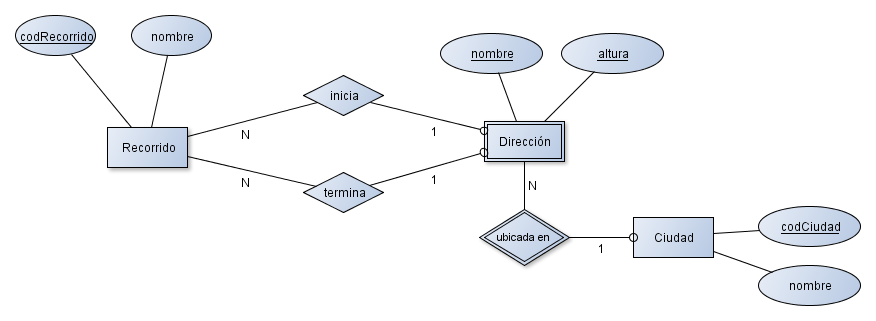 codRecorrido
nombre
nombre
altura
inicia
N
1
Recorrido
Dirección
N
1
termina
N
ubicada en
1
Ciudad
codCiudad
nombre